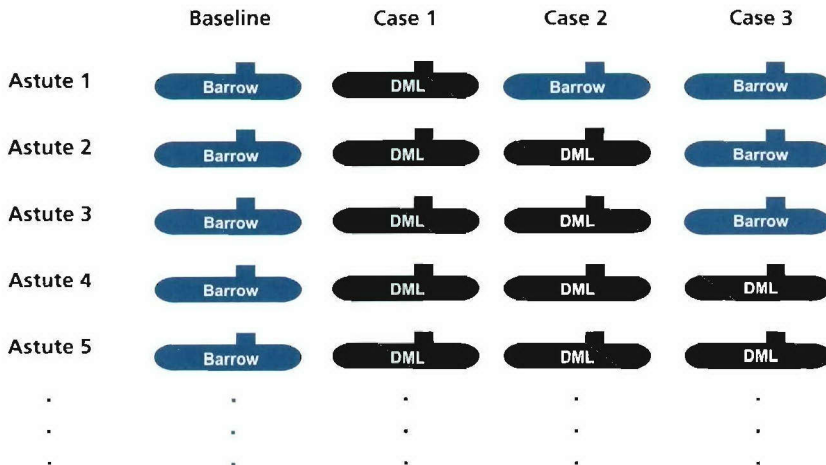 Baseline Case 1 Case 2 Case 3
Astute 1 Barrow DML Barrow Barrow
Astute 2 Barrow DML DML Barrow
Astute 3 Barrow DML DML Barrow
Astute 4 Barrow DML DML DML
Astute 5 Barrow DML DML DML
. . . . .
. . . . .
. . . . .